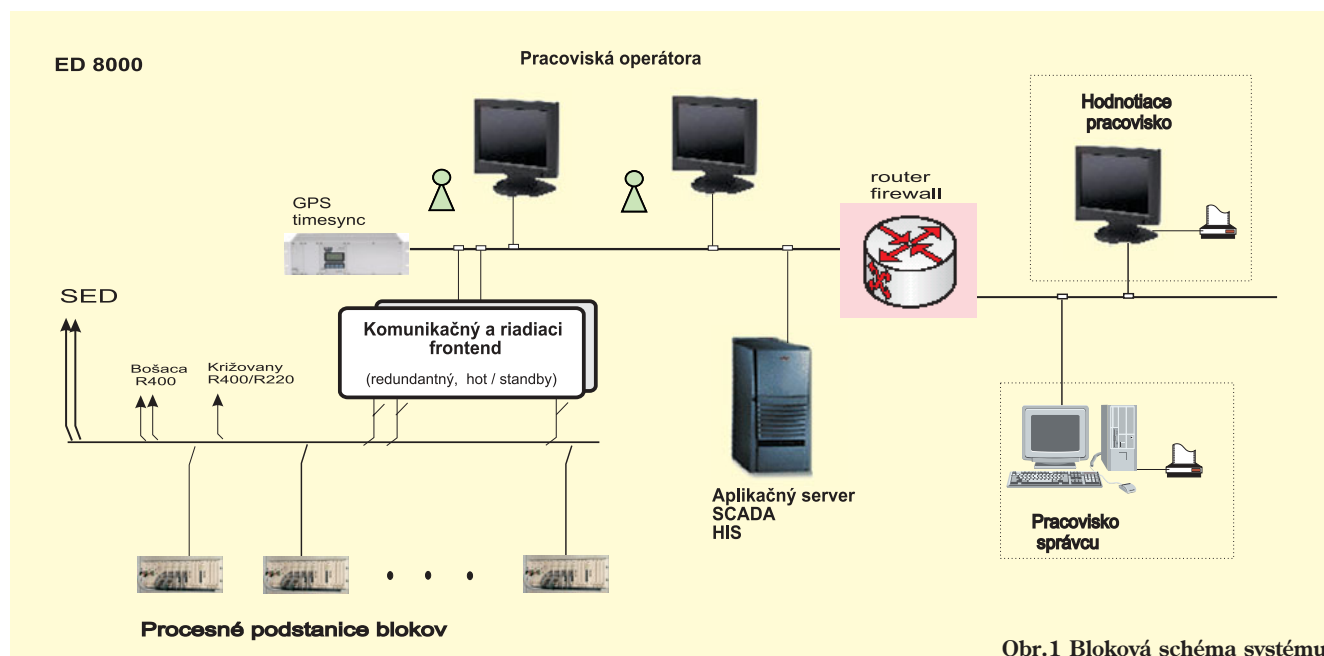 ED 8000
Pracoviská operátora
Hodnotiace
pracovisko
router
firewall
GPS
timesync
SED
Bošaca
R400
Križovany
R400/R220
Komunikačný a riadiaci
frontend
(redundantný, hot / standby)
Aplikačný server
SCADA
HIS
Pracovisko
správcu
Procesné podstanice blokov
Obr.1 Bloková schéma systému